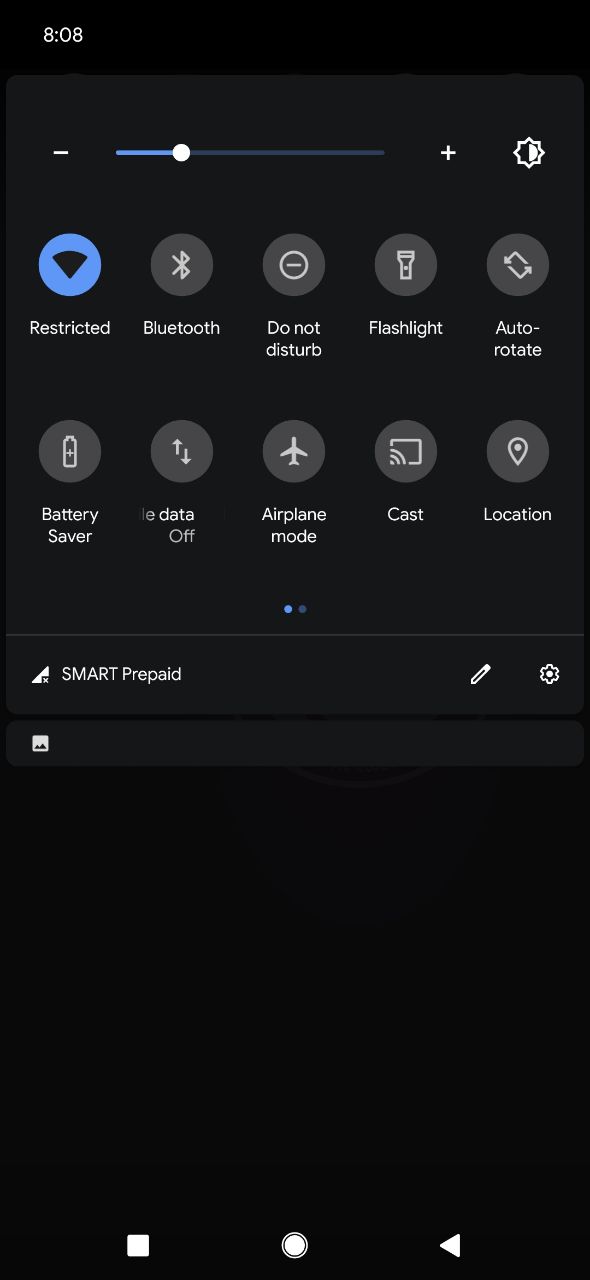 8:08
Restricted
Bluetooth
Do not
disturb
Flashlight
Auto-
rotate
Battery
Saver
le data
Off
Airplane
mode
Cast
Location
SMART Prepaid